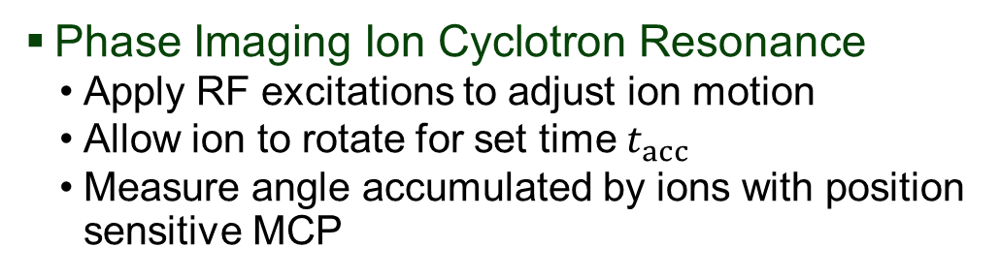 ▪ Phase Imaging Ion Cyclotron Resonance
• Apply RF excitations to adjust ion motion
• Allow ion to rotate for set time t_acc
• Measure angle accumulated by ions with position
sensitive MCP